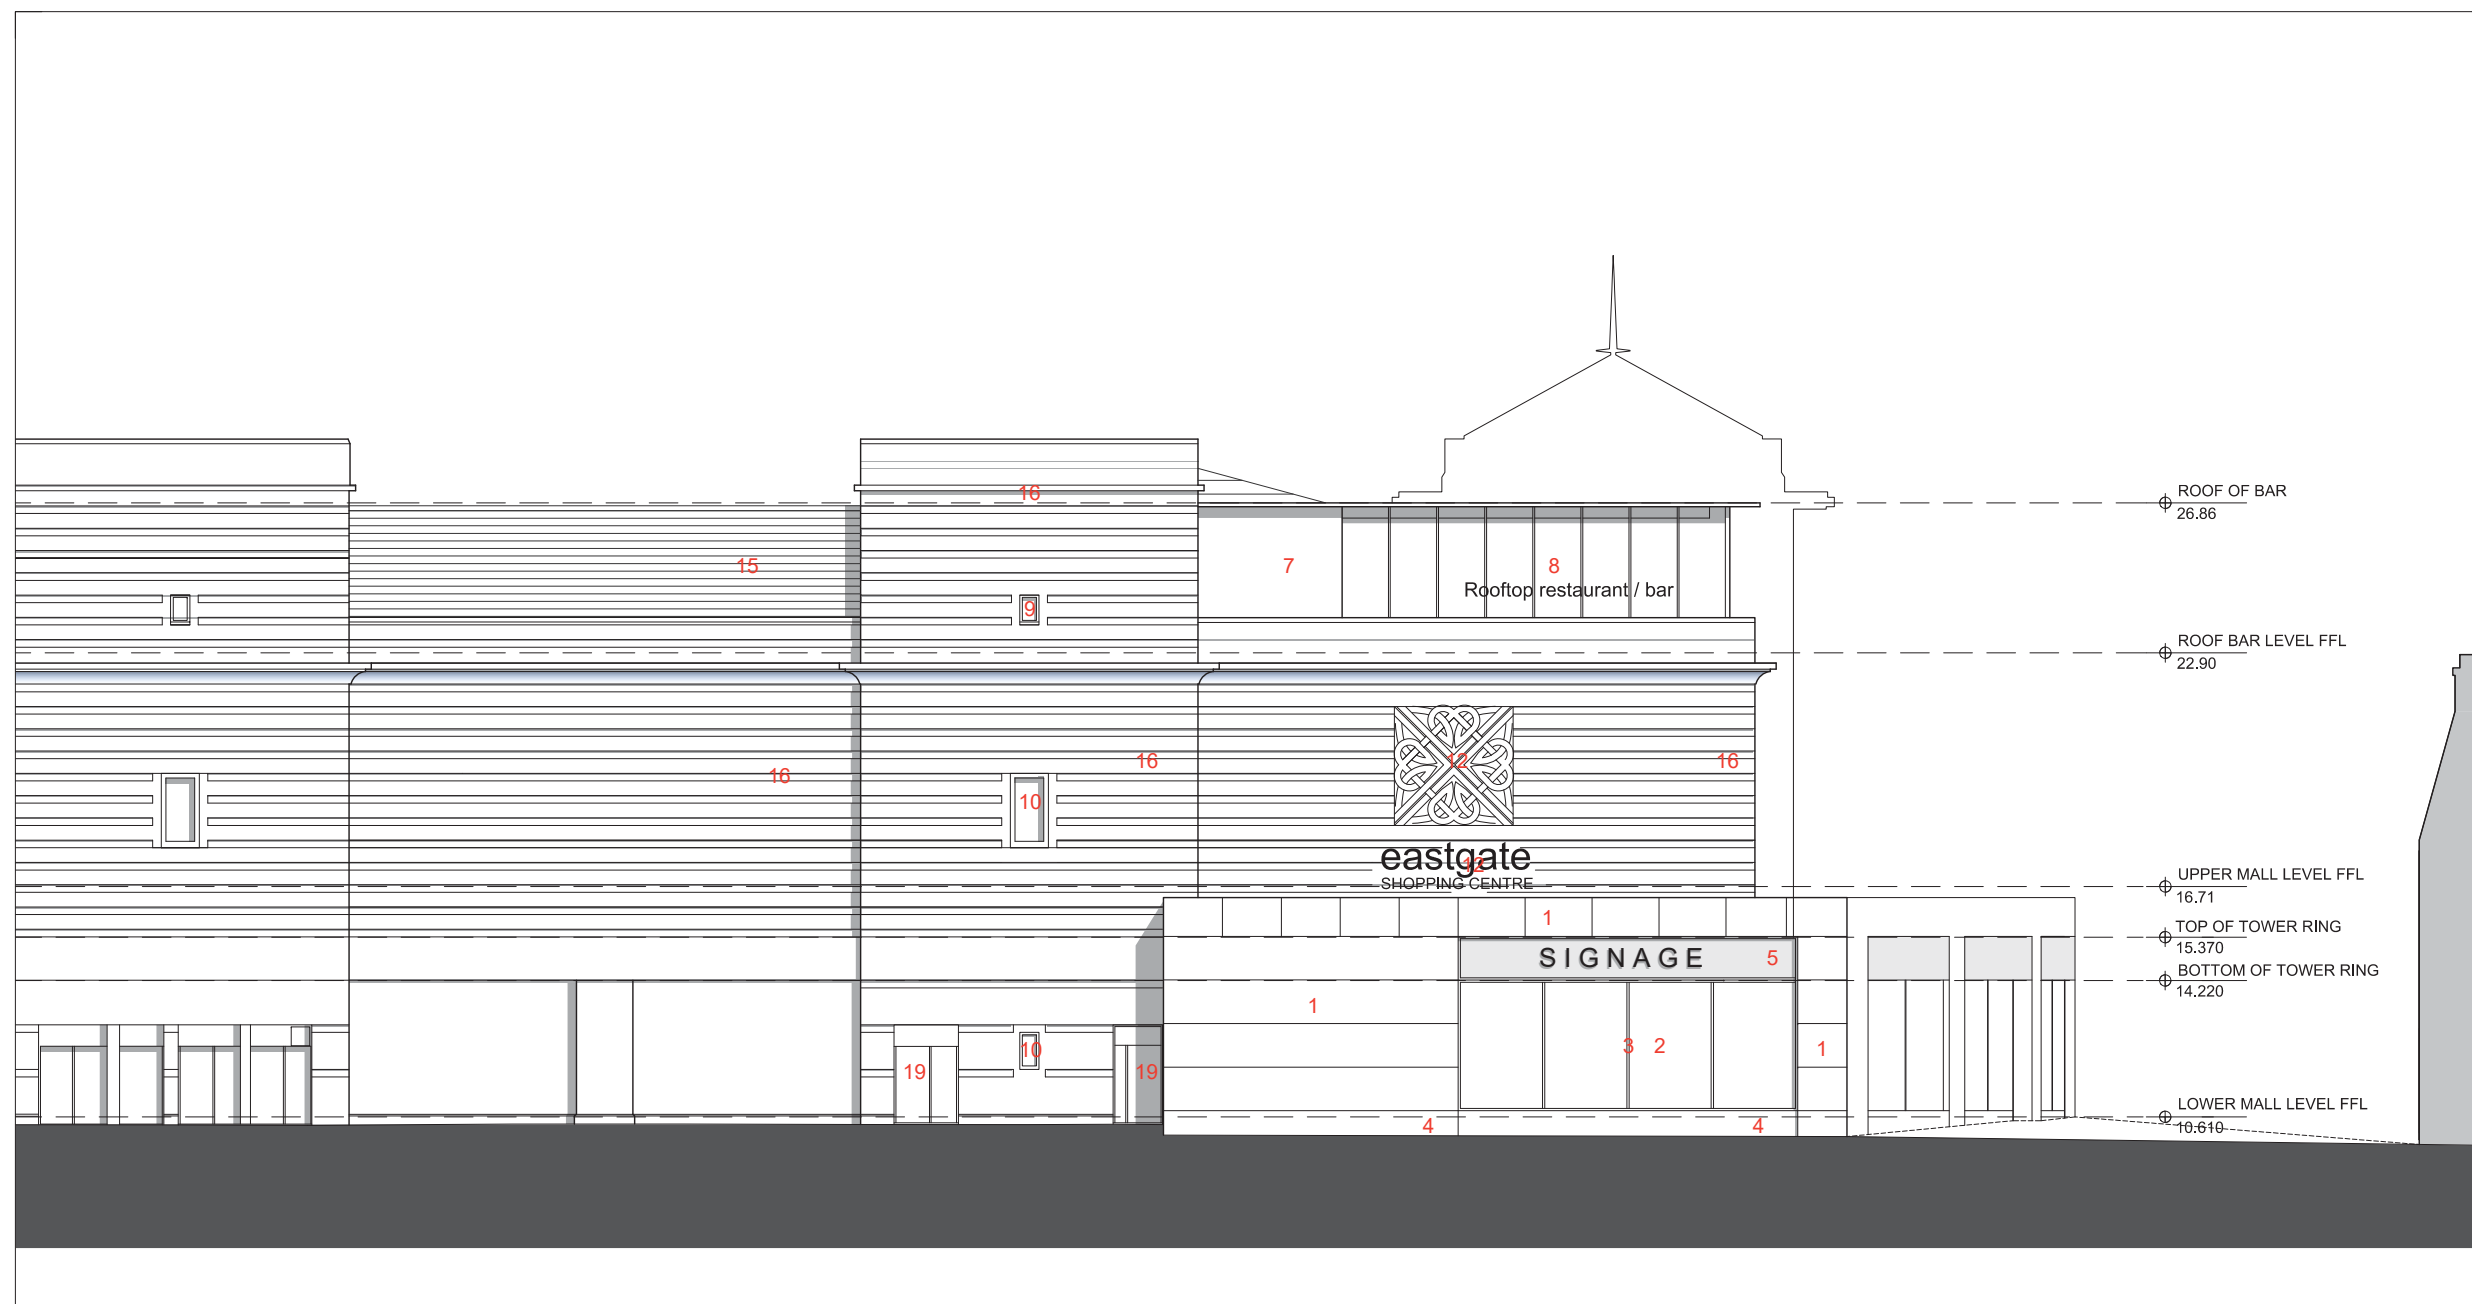 16
ROOF OF BAR
26.86
15
7
8
Rooftop restaurant / bar
9
ROOF BAR LEVEL FFL
22.90
16
16
12
16
10
eastgate
12
SHOPPING CENTRE
UPPER MALL LEVEL FFL
16.71
1
TOP OF TOWER RING
15.370
SIGNAGE
5
BOTTOM OF TOWER RING
14.220
1
10
3
2
1
19
19
LOWER MALL LEVEL FFL
10.610
4
4